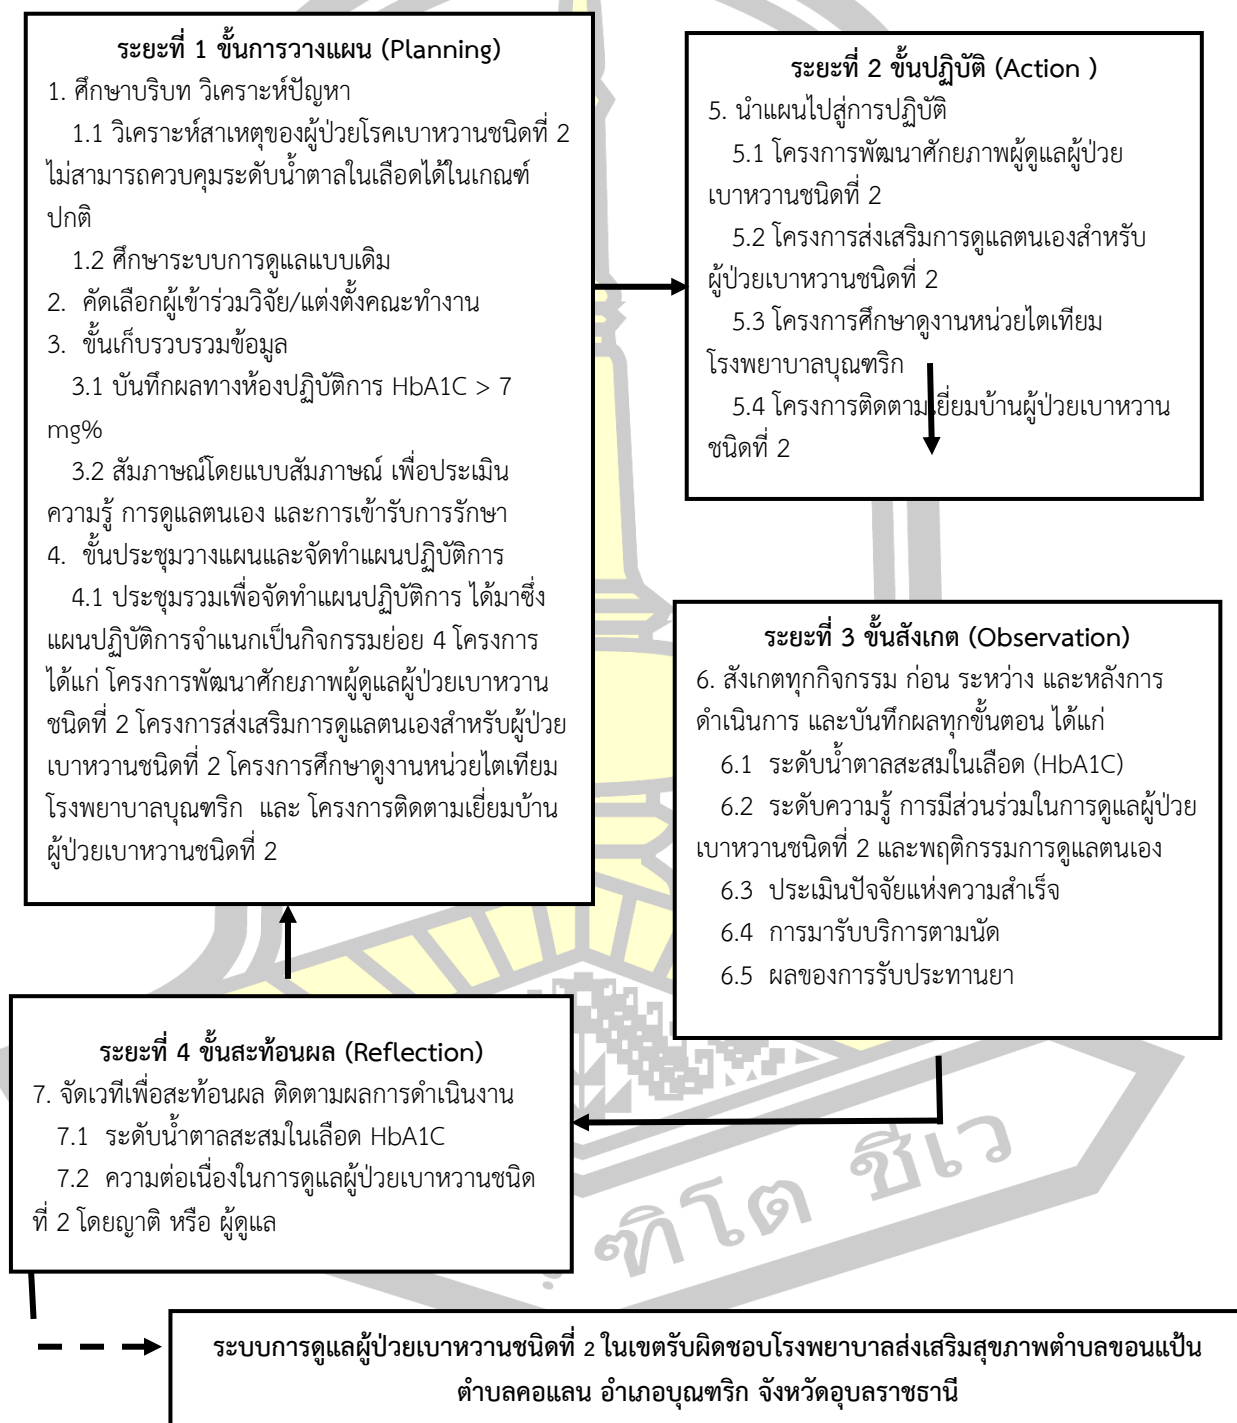 ระยะที่ 1 ขั้นการวางแผน (Planning)
1. ศึกษาบริบท วิเคราะห์ปัญหา
1.1 วิเคราะห์สาเหตุของผู้ป่วยโรคเบาหวานชนิดที่ 2
ไม่สามารถควบคุมระดับน้ำตาลในเลือดได้ในเกณฑ์
ปกติ
1.2 ศึกษาระบบการดูแลแบบเดิม
2. คัดเลือกผู้เข้าร่วมวิจัย/แต่งตั้งคณะทำงาน
3. ขั้นเก็บรวบรวมข้อมูล
3.1 บันทึกผลทางห้องปฏิบัติการ HbA1C > 7
mg%
3.2 สัมภาษณ์โดยแบบสัมภาษณ์ เพื่อประเมิน
ความรู้ การดูแลตนเอง และการเข้ารับการรักษา
4. ขั้นประชุมวางแผนและจัดทำแผนปฏิบัติการ
4.1 ประชุมรวมเพื่อจัดทำแผนปฏิบัติการ ได้มาซึ่ง
แผนปฏิบัติการจำแนกเป็นกิจกรรมย่อย 4 โครงการ
ได้แก่ โครงการพัฒนาศักยภาพผู้ดูแลผู้ป่วยเบาหวาน
ชนิดที่ 2 โครงการส่งเสริมการดูแลตนเองสำหรับผู้ป่วย
เบาหวานชนิดที่ 2 โครงการศึกษาดูงานหน่วยไตเทียม
โรงพยาบาลบุณฑริก และ โครงการติดตามเยี่ยมบ้าน
ผู้ป่วยเบาหวานชนิดที่ 2
ระยะที่ 2 ขั้นปฏิบัติ (Action )
5. นำแผนไปสู่การปฏิบัติ
5.1 โครงการพัฒนาศักยภาพผู้ดูแลผู้ป่วย
เบาหวานชนิดที่ 2
5.2 โครงการส่งเสริมการดูแลตนเองสำหรับ
ผู้ป่วยเบาหวานชนิดที่ 2
5.3 โครงการศึกษาดูงานหน่วยไตเทียม
โรงพยาบาลบุณฑริก
5.4 โครงการติดตามเยี่ยมบ้านผู้ป่วยเบาหวาน
ชนิดที่ 2
ระยะที่ 3 ขั้นสังเกต (Observation)
6. สังเกตทุกกิจกรรม ก่อน ระหว่าง และหลังการ
ดำเนินการ และบันทึกผลทุกขั้นตอน ได้แก่
6.1 ระดับน้ำตาลสะสมในเลือด (HbA1C)
6.2 ระดับความรู้ การมีส่วนร่วมในการดูแลผู้ป่วย
เบาหวานชนิดที่ 2 และพฤติกรรมการดูแลตนเอง
6.3 ประเมินปัจจัยแห่งความสำเร็จ
6.4 การมารับบริการตามนัด
6.5 ผลของการรับประทานยา
ระยะที่ 4 ขั้นสะท้อนผล (Reflection)
7. จัดเวทีเพื่อสะท้อนผล ติดตามผลการดำเนินงาน
7.1 ระดับน้ำตาลสะสมในเลือด HbA1C
7.2 ความต่อเนื่องในการดูแลผู้ป่วยเบาหวานชนิด
ที่ 2 โดยญาติ หรือ ผู้ดูแล
ฑิโต ชีเว
ระบบการดูแลผู้ป่วยเบาหวานชนิดที่ 2 ในเขตรับผิดชอบโรงพยาบาลส่งเสริมสุขภาพตำบลขอนแป้น
ตำบลคอแลน อำเภอบุณฑริก จังหวัดอุบลราชธานี